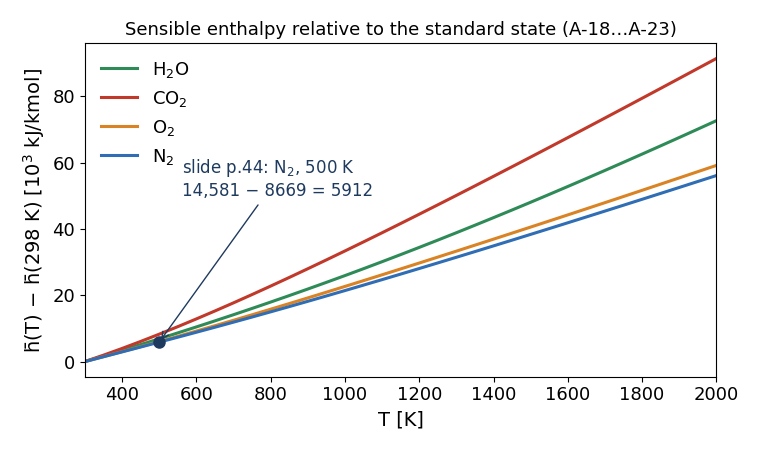 Sensible enthalpy relative to the standard state (A-18...A-23)
h̄(T) − h̄(298 K) [10³ kJ/kmol]
80
60
40
20
0
H₂O
CO₂
O₂
N₂
slide p.44: N₂, 500 K
14,581 − 8669 = 5912
400 600 800 1000 1200 1400 1600 1800 2000
T [K]